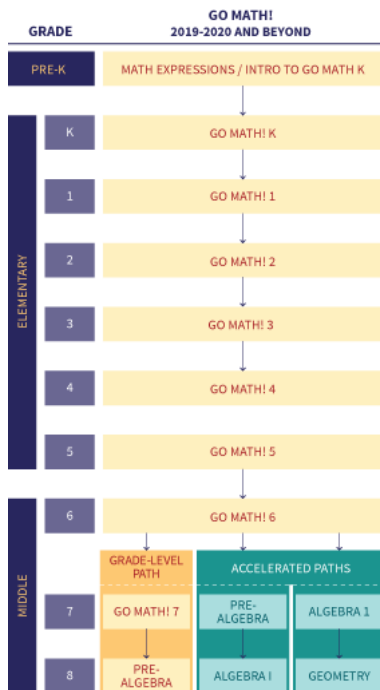 GO MATH!
GRADE 2019-2020 AND BEYOND
PRE-K MATH EXPRESSIONS / INTRO TO GO MATH K
ELEMENTARY
K GO MATH! K
1 GO MATH! 1
2 GO MATH! 2
3 GO MATH! 3
4 GO MATH! 4
5 GO MATH! 5
MIDDLE
6 GO MATH! 6
GRADE-LEVEL
PATH
ACCELERATED PATHS
7 GO MATH! 7
PRE-
ALGEBRA
ALGEBRA 1
8
PRE-
ALGEBRA
ALGEBRA I
GEOMETRY